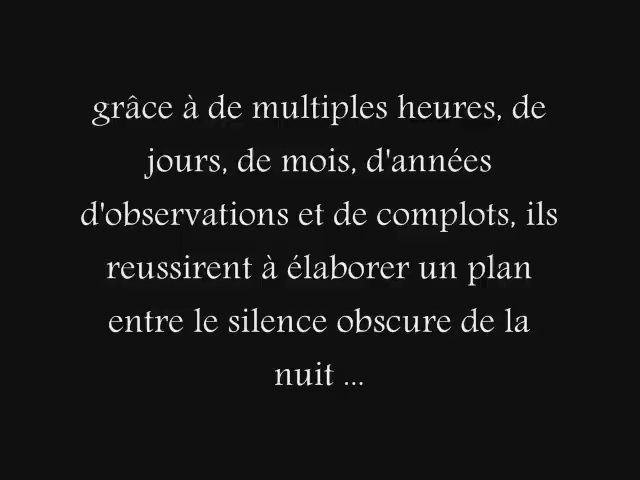 grâce à de multiples heures, de
jours, de mois, d'années
d'observations et de complots, ils
reussirent à élaborer un plan
entre le silence obscure de la
nuit ...